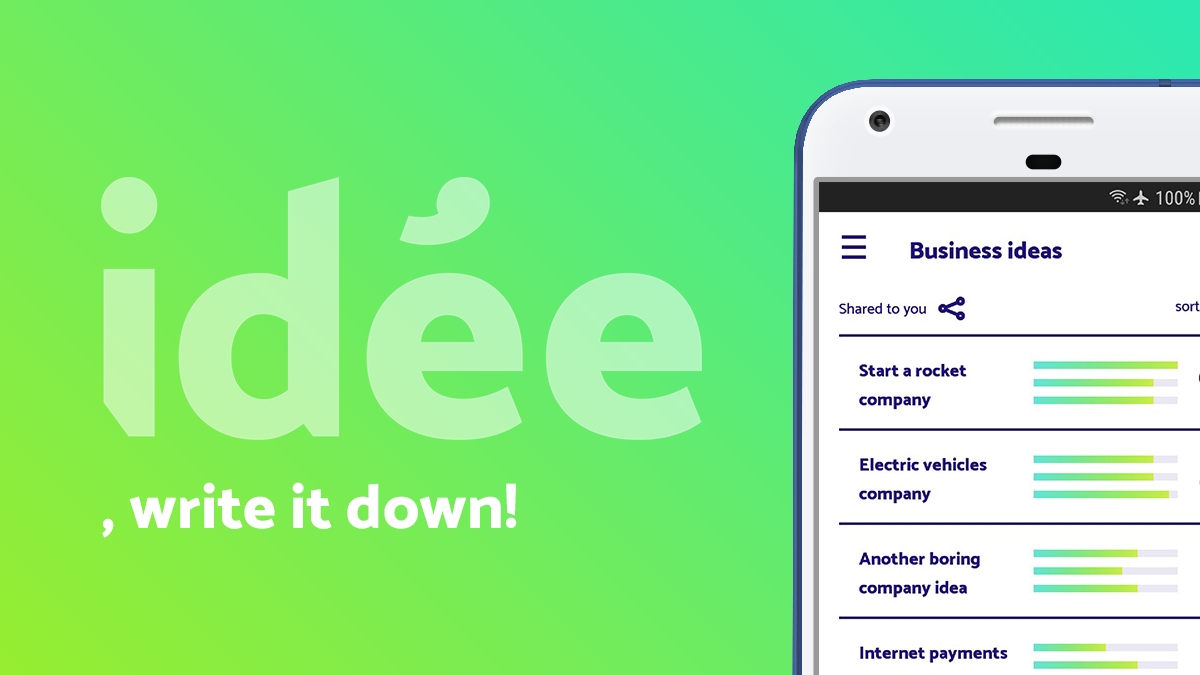 idée
, write it down!
100%
Business ideas
Shared to you
sort
Start a rocket
company
Electric vehicles
company
Another boring
company idea
Internet payments